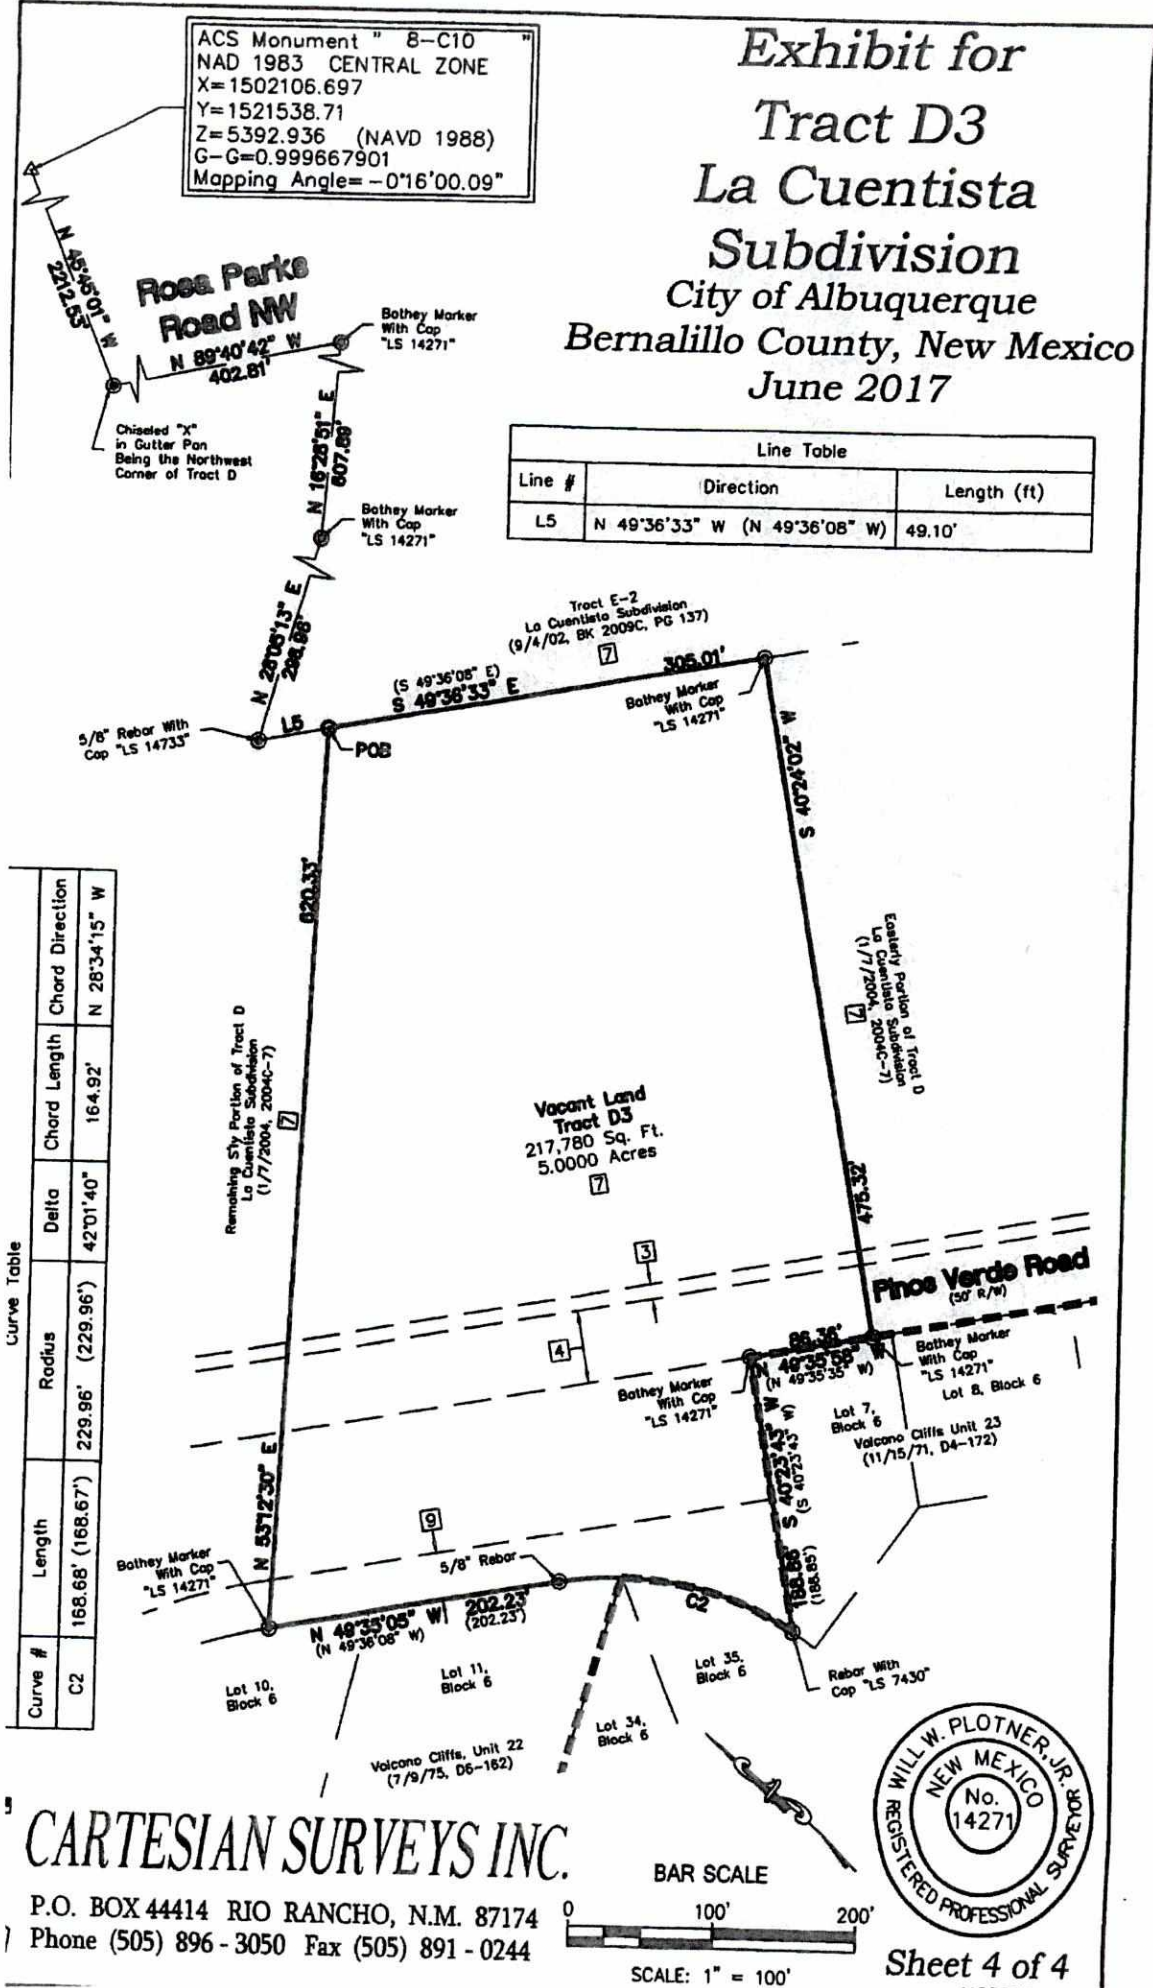 ACS Monument " 8-C10 "
NAD 1983 CENTRAL ZONE
X=1502106.697
Y=1521538.71
Z=5392.936 (NAVD 1988)
G-G=0.999667901
Mapping Angle= -0°16'00.09"
Exhibit for
Tract D3
La Cuentista
Subdivision
City of Albuquerque
Bernalillo County, New Mexico
June 2017
N 45°45'01" W
2212.53'
Rosa Parks
Road NW
N 89°40'42" W
402.81'
Bathey Marker
With Cap
"LS 14271"
Chiseled "X"
in Gutter Pan
Being the Northwest
Corner of Tract D
N 16°28'51" E
607.89'
Bathey Marker
With Cap
"LS 14271"
Line Table
Line # Direction Length (ft)
L5 N 49°36'33" W (N 49°36'08" W) 49.10'
N 28°06'13" E
298.96'
5/8" Rebar With
Cap "LS 14733"
L5
POB
Tract E-2
La Cuentista Subdivision
(9/4/02, BK 2009C, PG 137)
7
(S 49°36'08" E)
S 49°36'33" E
305.01'
Bathey Marker
With Cap
"LS 14271"
S 40°24'02" W
475.32'
Easterly Portion of Tract D
La Cuentista Subdivision
(1/7/2004, 2004C-7)
7
620.33'
N 53°12'30" E
Remaining S'ly Portion of Tract D
La Cuentista Subdivision
(1/7/2004, 2004C-7)
7
Vacant Land
Tract D3
217,780 Sq. Ft.
5.0000 Acres
7
Curve Table
Curve # Length Radius Delta Chord Length Chord Direction
C2 168.68' (168.67') 229.96' (229.96') 42°01'40" 164.92' N 28°34'15" W
3
4
Pinos Verde Road
(50' R/W)
86.36'
N 49°35'58" W
(N 49°35'35" W)
Bathey Marker
With Cap
"LS 14271"
Bathey Marker
With Cap
"LS 14271"
Lot 8, Block 6
Lot 7,
Block 6
Volcano Cliffs Unit 23
(11/15/71, D4-172)
S 40°23'43" W
(S 40°23'43" W)
188.86'
(188.85')
9
5/8" Rebar
Bathey Marker
With Cap
"LS 14271"
N 49°35'05" W
(N 49°36'08" W)
202.23'
(202.23')
C2
Lot 10,
Block 6
Lot 11,
Block 6
Lot 35,
Block 6
Lot 34,
Block 6
Rebar With
Cap "LS 7430"
Volcano Cliffs, Unit 22
(7/9/75, D6-162)
WILL W. PLOTNER, JR.
NEW MEXICO
No.
14271
REGISTERED PROFESSIONAL SURVEYOR
CARTESIAN SURVEYS INC.
P.O. BOX 44414 RIO RANCHO, N.M. 87174
Phone (505) 896 - 3050 Fax (505) 891 - 0244
BAR SCALE
0 100' 200'
SCALE: 1" = 100'
Sheet 4 of 4